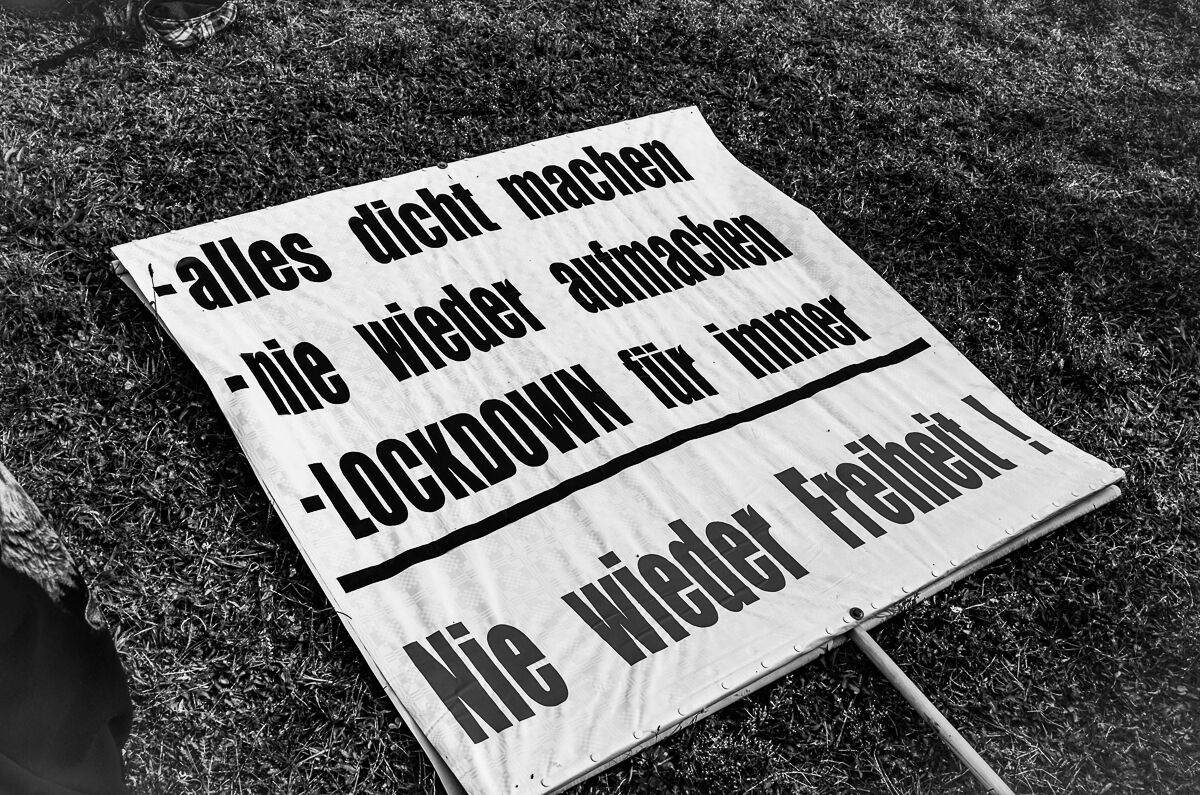 -alles dicht machen
-nie wieder aufmachen
-LOCKDOWN für immer
Nie wieder Freiheit !